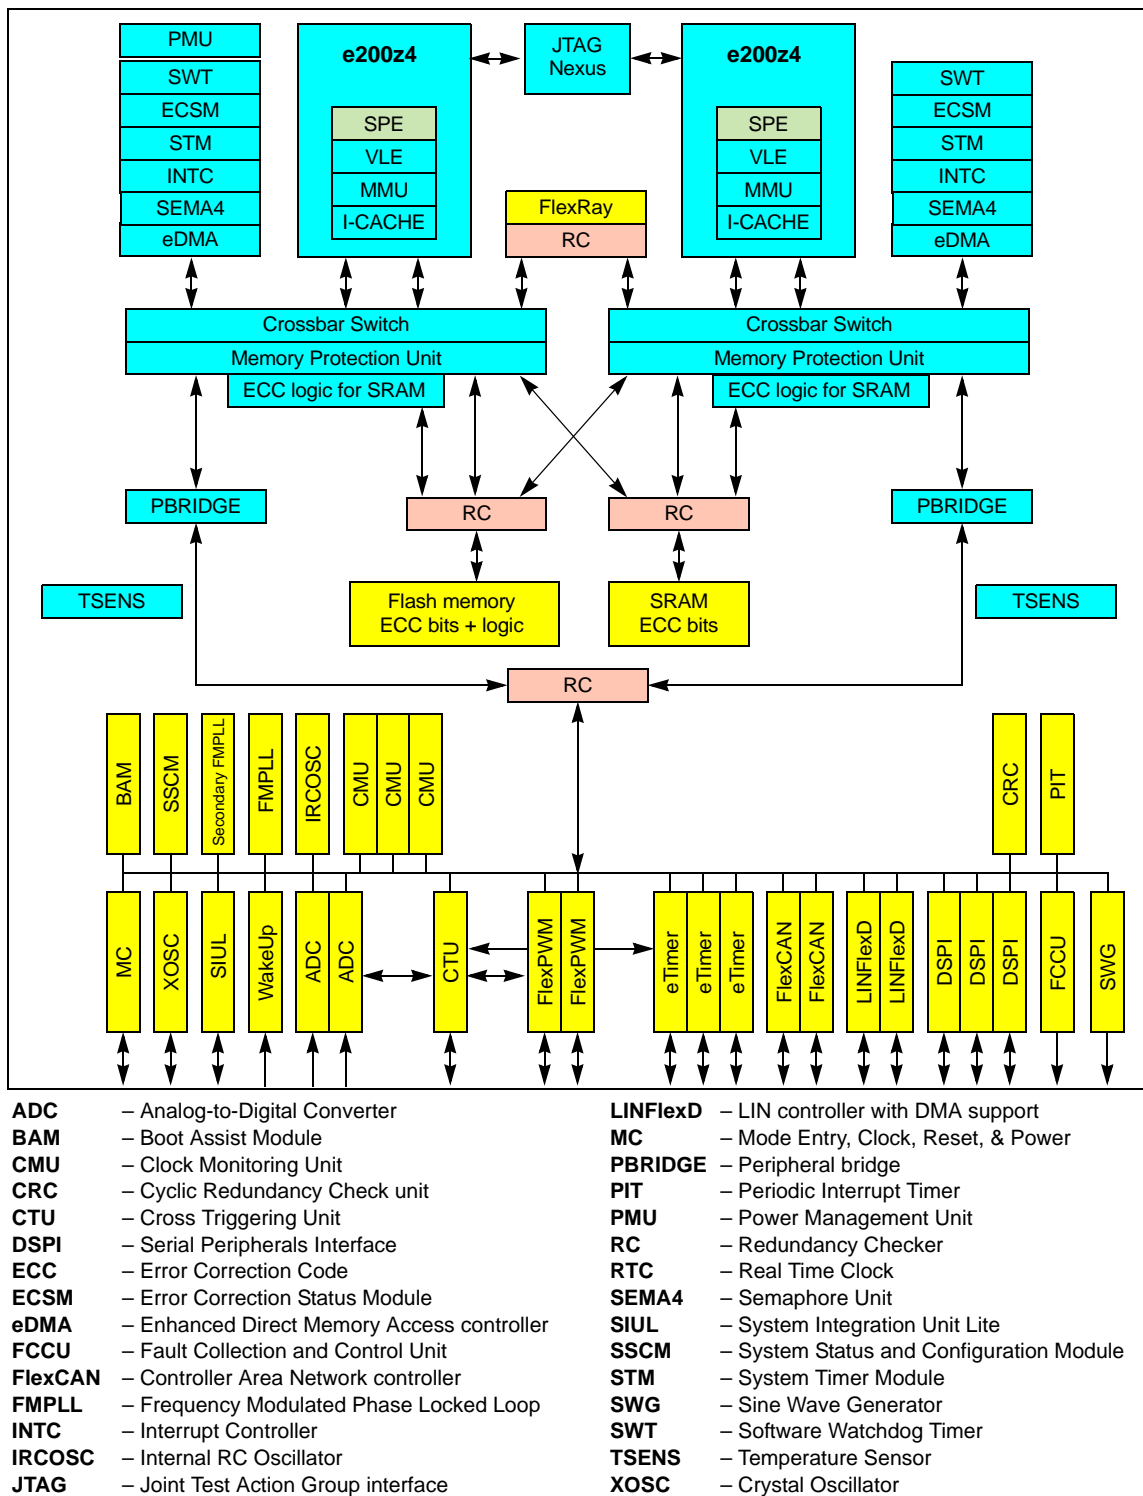 PMU
SWT
ECSM
STM
INTC
SEMA4
eDMA
e200z4
SPE
VLE
MMU
I-CACHE
JTAG
Nexus
FlexRay
RC
e200z4
SPE
VLE
MMU
I-CACHE
SWT
ECSM
STM
INTC
SEMA4
eDMA
Crossbar Switch
Memory Protection Unit
ECC logic for SRAM
Crossbar Switch
Memory Protection Unit
ECC logic for SRAM
PBRIDGE
RC
RC
PBRIDGE
TSENS
Flash memory
ECC bits + logic
SRAM
ECC bits
TSENS
RC
BAM
SSCM
Secondary FMPLL
FMPLL
IRCOSC
CMU
CMU
CMU
CRC
PIT
MC
XOSC
SIUL
WakeUp
ADC
ADC
CTU
FlexPWM
FlexPWM
eTimer
eTimer
eTimer
FlexCAN
FlexCAN
LINFlexD
LINFlexD
DSPI
DSPI
DSPI
FCCU
SWG
ADC – Analog-to-Digital Converter
BAM – Boot Assist Module
CMU – Clock Monitoring Unit
CRC – Cyclic Redundancy Check unit
CTU – Cross Triggering Unit
DSPI – Serial Peripherals Interface
ECC – Error Correction Code
ECSM – Error Correction Status Module
eDMA – Enhanced Direct Memory Access controller
FCCU – Fault Collection and Control Unit
FlexCAN – Controller Area Network controller
FMPLL – Frequency Modulated Phase Locked Loop
INTC – Interrupt Controller
IRCOSC – Internal RC Oscillator
JTAG – Joint Test Action Group interface
LINFlexD – LIN controller with DMA support
MC – Mode Entry, Clock, Reset, & Power
PBRIDGE – Peripheral bridge
PIT – Periodic Interrupt Timer
PMU – Power Management Unit
RC – Redundancy Checker
RTC – Real Time Clock
SEMA4 – Semaphore Unit
SIUL – System Integration Unit Lite
SSCM – System Status and Configuration Module
STM – System Timer Module
SWG – Sine Wave Generator
SWT – Software Watchdog Timer
TSENS – Temperature Sensor
XOSC – Crystal Oscillator